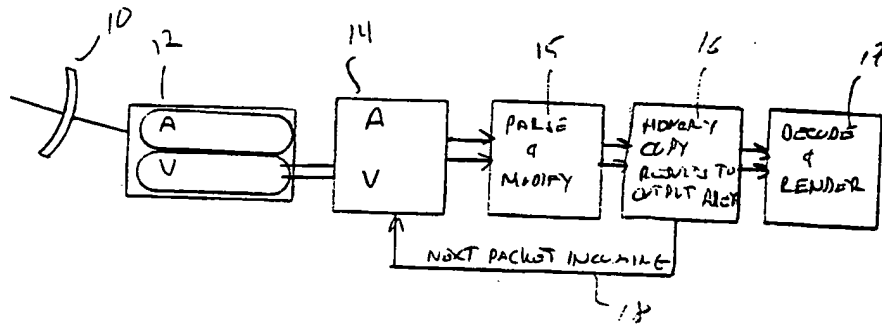 10
12
14
15
16
17
A
V
A
V
PARSE
&
MODIFY
MEMORY
COPY
RESULTS TO
OUTPUT AREA
DECODE
&
RENDER
NEXT PACKET INCOMING
18